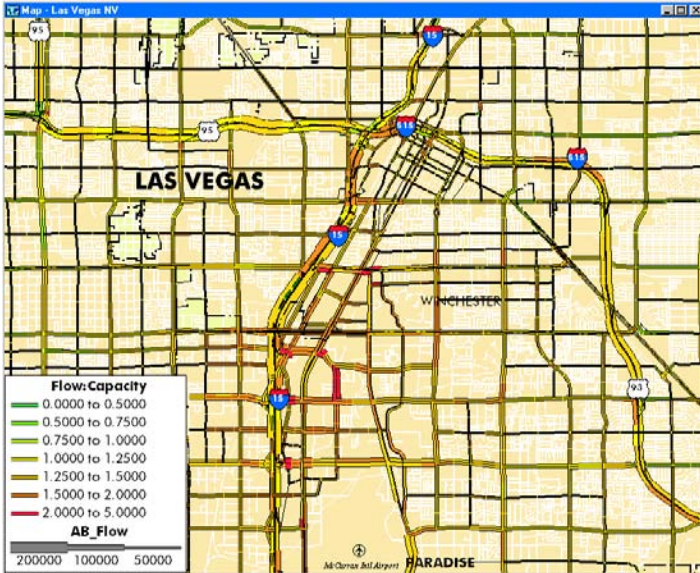 Map - Las Vegas NV
95
15
95
515
515
LAS VEGAS
15
WINCHESTER
93
15
Flow:Capacity
0.0000 to 0.5000
0.5000 to 0.7500
0.7500 to 1.0000
1.0000 to 1.2500
1.2500 to 1.5000
1.5000 to 2.0000
2.0000 to 5.0000
AB_Flow
200000 100000 50000
McCarran Intl Airport PARADISE